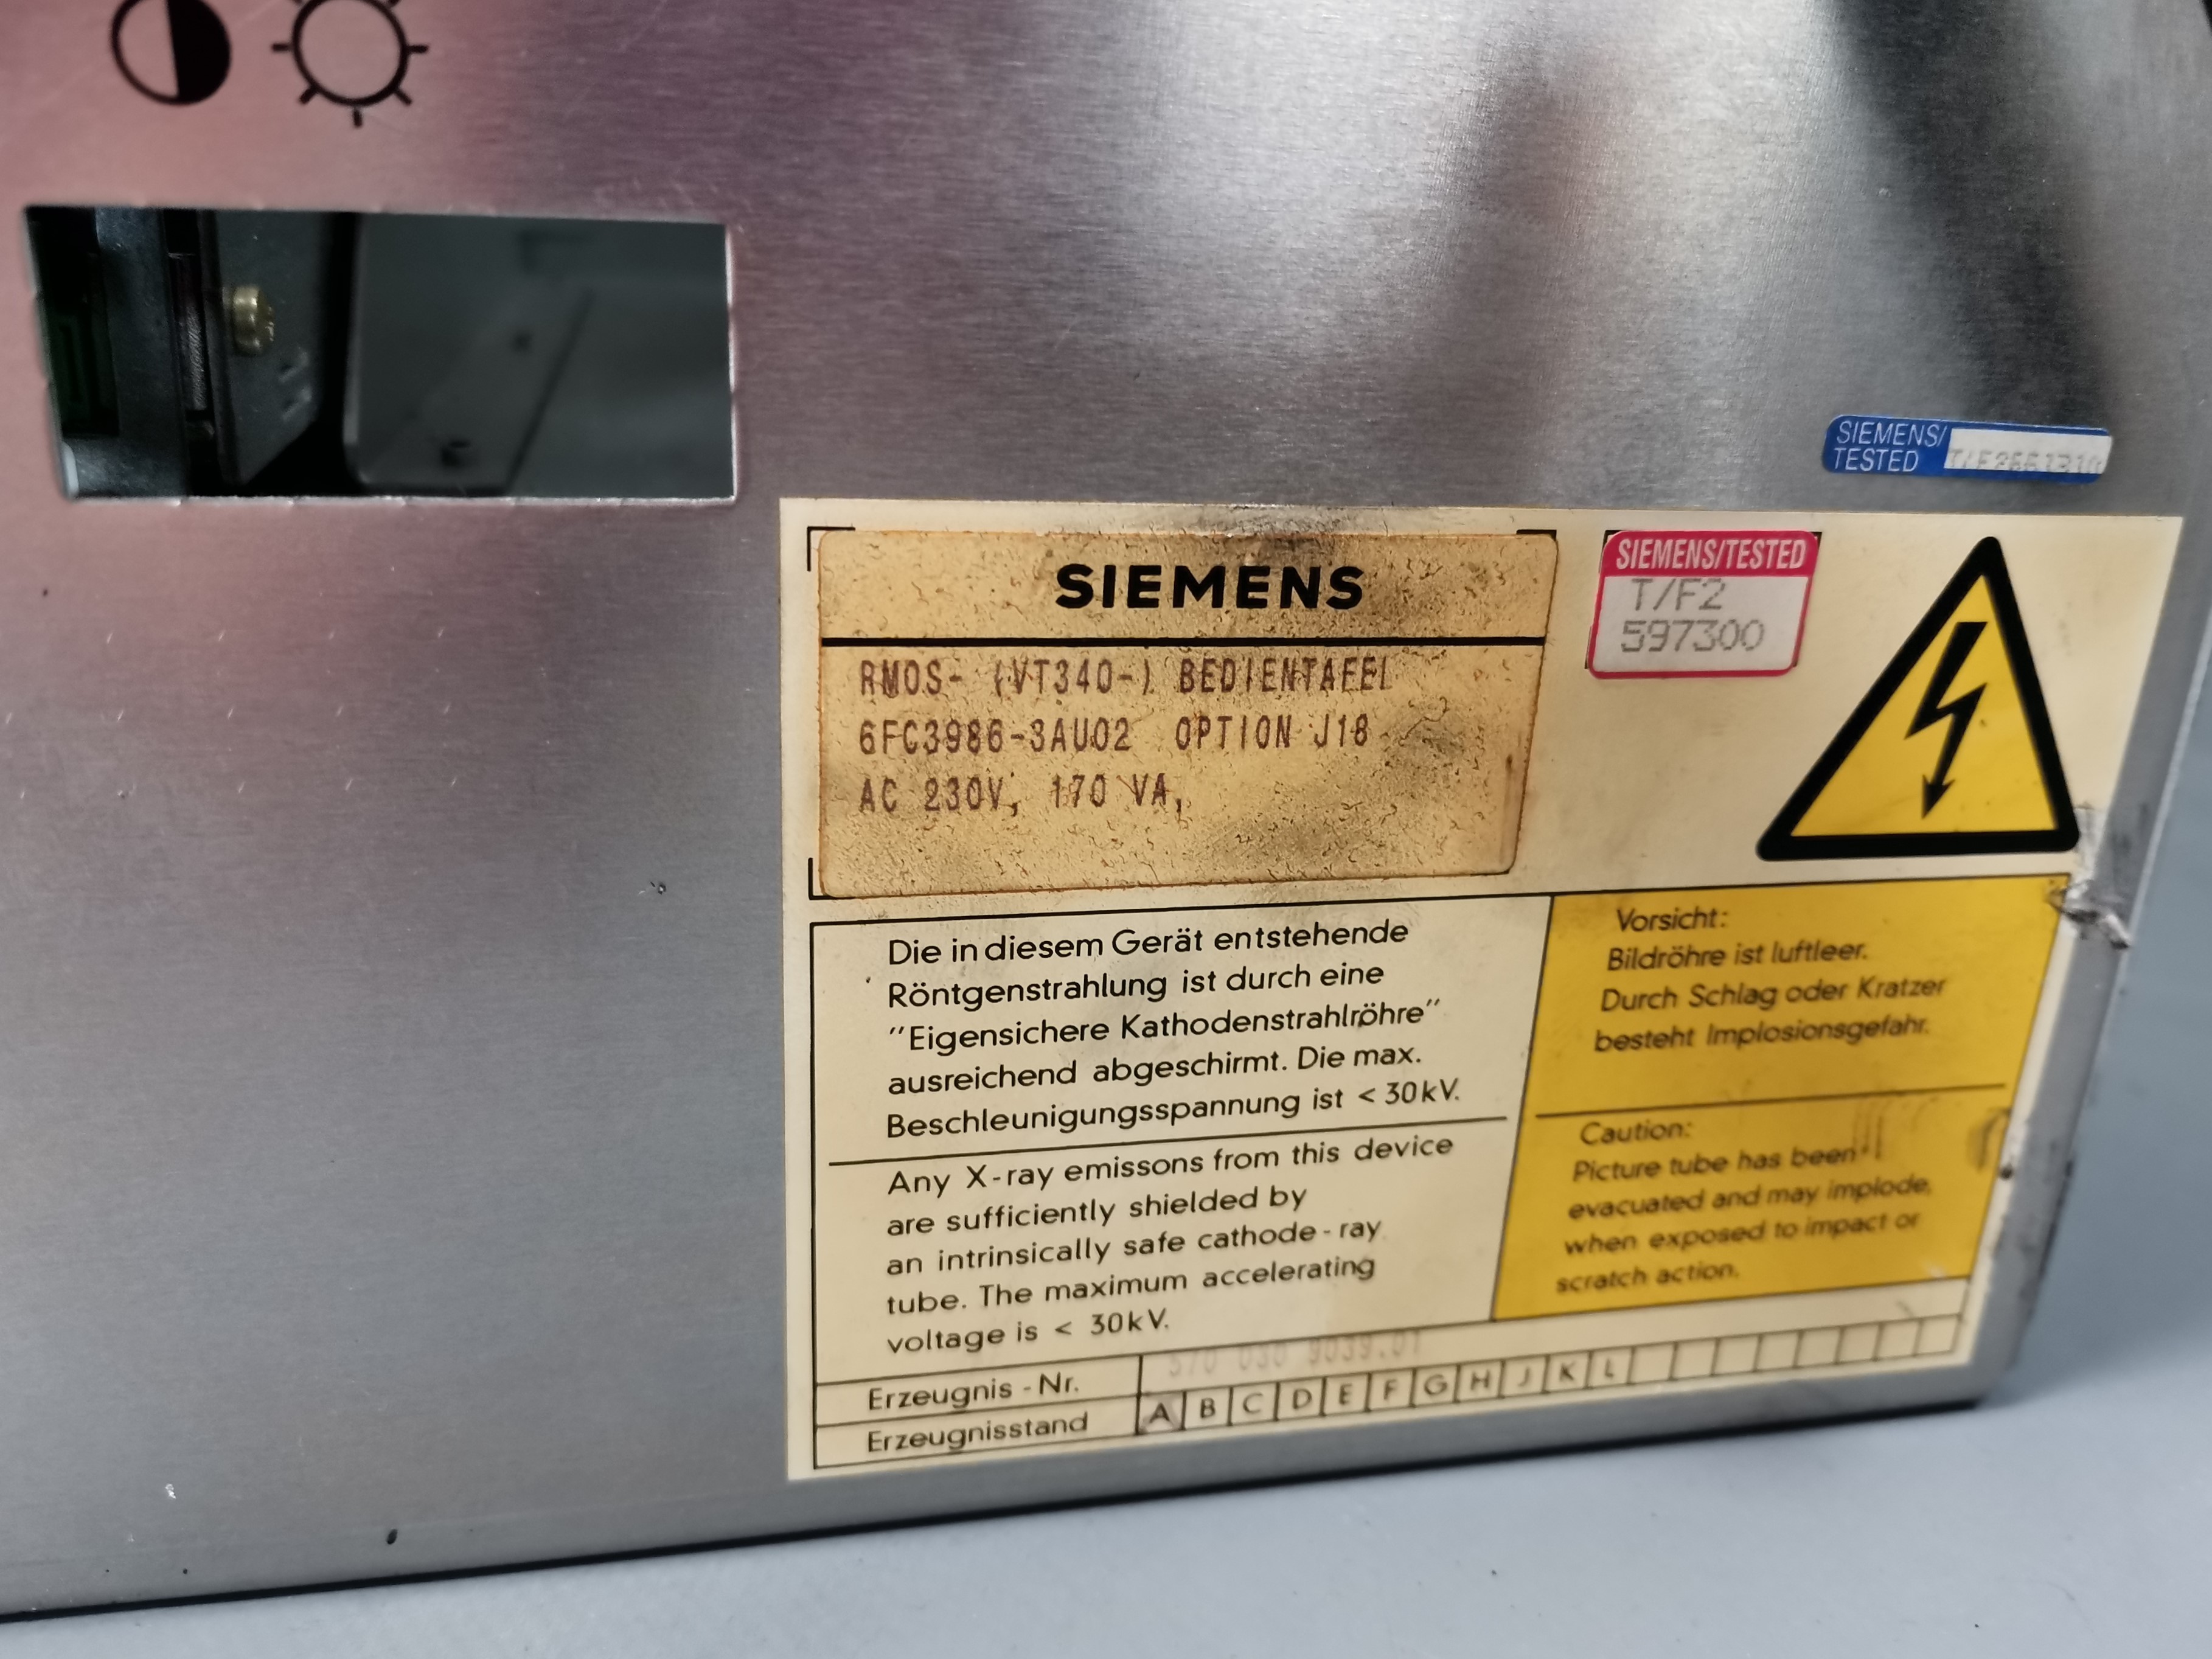 SIEMENS/
TESTED
SIEMENS
RMOS- (VT340-) BEDIENTAFEL
6FC3986-3AU02 OPTION J18
AC 230V, 170 VA,
SIEMENS/TESTED
T/F2
597300
Die in diesem Gerät entstehende
Röntgenstrahlung ist durch eine
"Eigensichere Kathodenstrahlröhre"
ausreichend abgeschirmt. Die max.
Beschleunigungsspannung ist < 30kV.
Any X-ray emissons from this device
are sufficiently shielded by
an intrinsically safe cathode-ray
tube. The maximum accelerating
voltage is < 30kV.
Vorsicht:
Bildröhre ist luftleer.
Durch Schlag oder Kratzer
besteht Implosionsgefahr.
Caution:
Picture tube has been
evacuated and may implode,
when exposed to impact or
scratch action.
Erzeugnis-Nr. 570 030 9039.01
Erzeugnisstand A B C D E F G H J K L